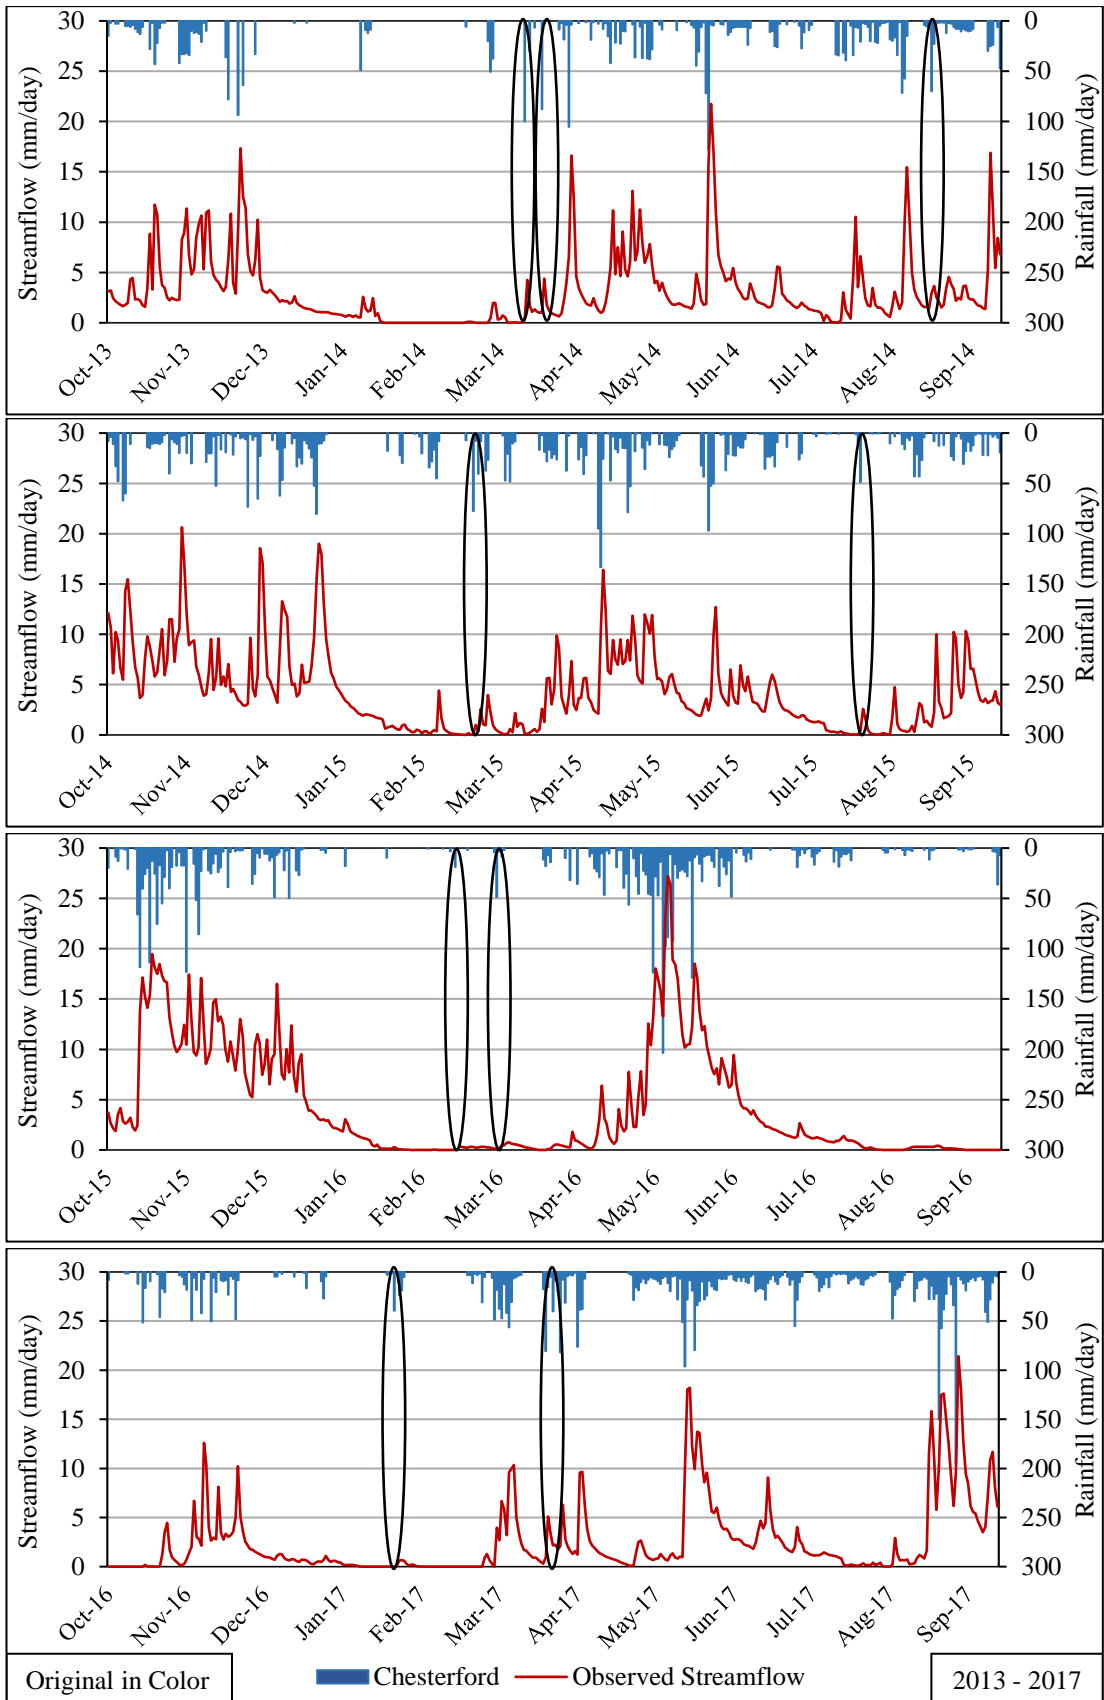 Streamflow (mm/day)
30 25 20 15 10 5 0
0 50 100 150 200 250 300
Rainfall (mm/day)
Oct-13 Nov-13 Dec-13 Jan-14 Feb-14 Mar-14 Apr-14 May-14 Jun-14 Jul-14 Aug-14 Sep-14
Streamflow (mm/day)
30 25 20 15 10 5 0
0 50 100 150 200 250 300
Rainfall (mm/day)
Oct-14 Nov-14 Dec-14 Jan-15 Feb-15 Mar-15 Apr-15 May-15 Jun-15 Jul-15 Aug-15 Sep-15
Streamflow (mm/day)
30 25 20 15 10 5 0
0 50 100 150 200 250 300
Rainfall (mm/day)
Oct-15 Nov-15 Dec-15 Jan-16 Feb-16 Mar-16 Apr-16 May-16 Jun-16 Jul-16 Aug-16 Sep-16
Streamflow (mm/day)
30 25 20 15 10 5 0
0 50 100 150 200 250 300
Rainfall (mm/day)
Oct-16 Nov-16 Dec-16 Jan-17 Feb-17 Mar-17 Apr-17 May-17 Jun-17 Jul-17 Aug-17 Sep-17
Original in Color
Chesterford
Observed Streamflow
2013 - 2017